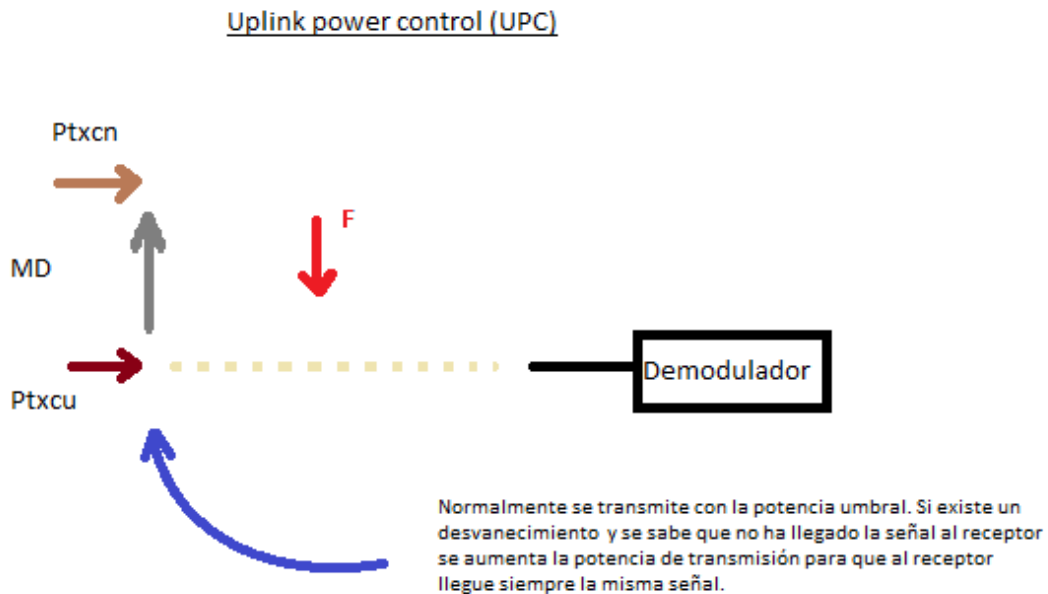 Uplink power control (UPC)
Ptxcn
F
MD
Demodulador
Ptxcu
Normalmente se transmite con la potencia umbral. Si existe un
desvanecimiento y se sabe que no ha llegado la señal al receptor
se aumenta la potencia de transmisión para que al receptor
llegue siempre la misma señal.